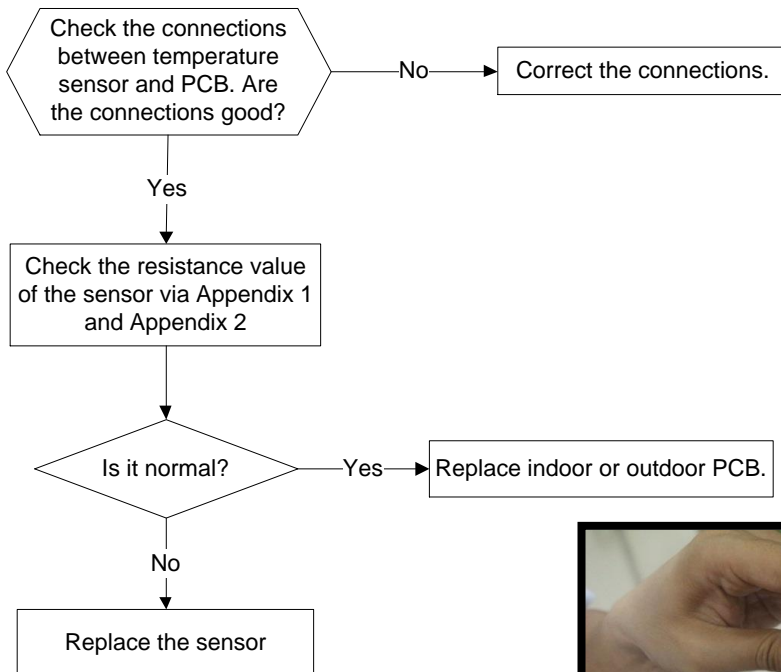 Check the connections
between temperature
sensor and PCB. Are
the connections good?
No
Correct the connections.
Yes
Check the resistance value
of the sensor via Appendix 1
and Appendix 2
Is it normal?
Yes
Replace indoor or outdoor PCB.
No
Replace the sensor